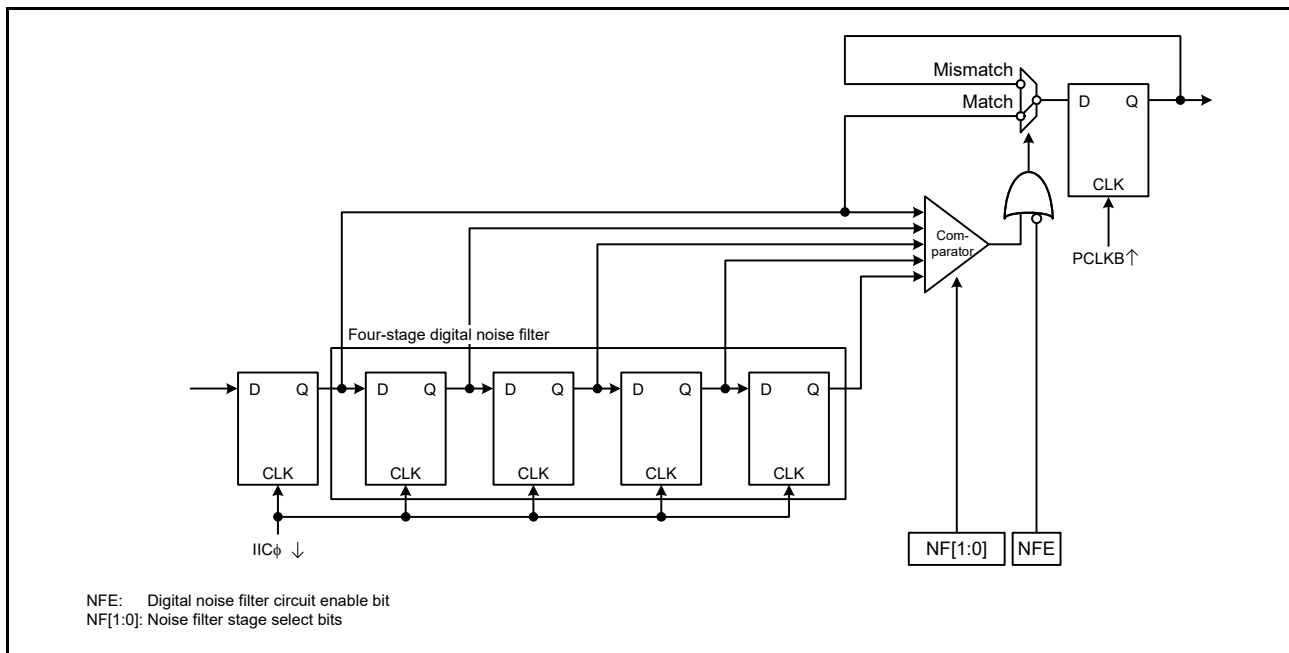 Mismatch
Match
D Q
CLK
PCLKB↑
Com-
parator
Four-stage digital noise filter
D Q
CLK
D Q
CLK
D Q
CLK
D Q
CLK
D Q
CLK
IICϕ ↓
NF[1:0]
NFE
NFE: Digital noise filter circuit enable bit
NF[1:0]: Noise filter stage select bits